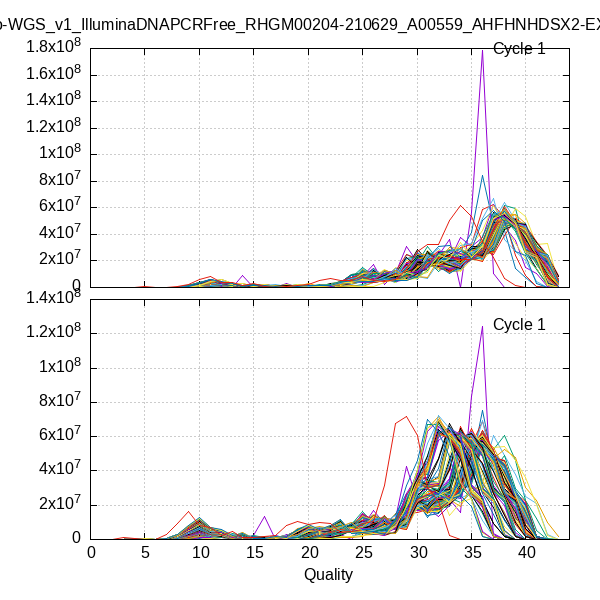 o-WGS_v1_IlluminaDNAPCRFree_RHGM00204-210629_A00559_AHFHNHDSX2-EX
1.8x10^8
Cycle 1
1.6x10^8
1.4x10^8
1.2x10^8
1x10^8
8x10^7
6x10^7
4x10^7
2x10^7
0
1.4x10^8
Cycle 1
1.2x10^8
1x10^8
8x10^7
6x10^7
4x10^7
2x10^7
0
0 5 10 15 20 25 30 35 40
Quality